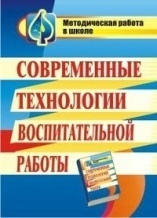 Методическая работа
в школе
СОВРЕМЕННЫЕ
ТЕХНОЛОГИИ
ВОСПИТАТЕЛЬНОЙ
РАБОТЫ